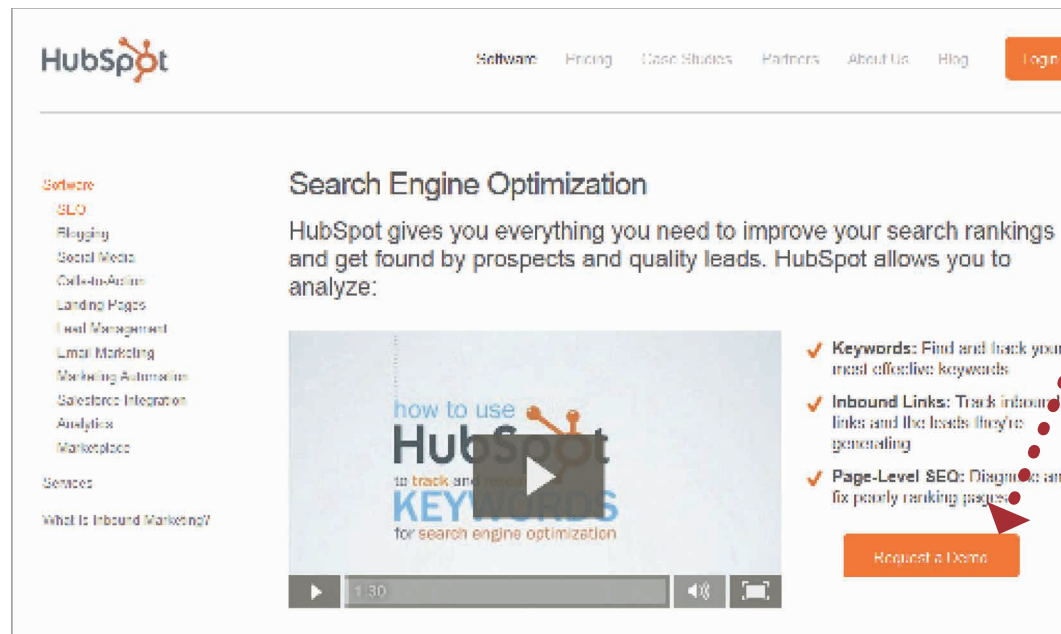 HubSpot
Software Pricing Case Studies Partners About Us Blog Login
Software
SEO
Blogging
Social Media
Calls-to-Action
Landing Pages
Lead Management
Email Marketing
Marketing Automation
Salesforce Integration
Analytics
Marketplace
Services
What is Inbound Marketing?
Search Engine Optimization
HubSpot gives you everything you need to improve your search rankings
and get found by prospects and quality leads. HubSpot allows you to
analyze:
how to use
HubSpot
to track and
KEYWORDS
for search engine optimization
1:30
Keywords: Find and track your
most effective keywords
Inbound Links: Track inbound
links and the leads they're
generating
Page-Level SEO: Diagnose an
fix poorly ranking pages
Request a Demo